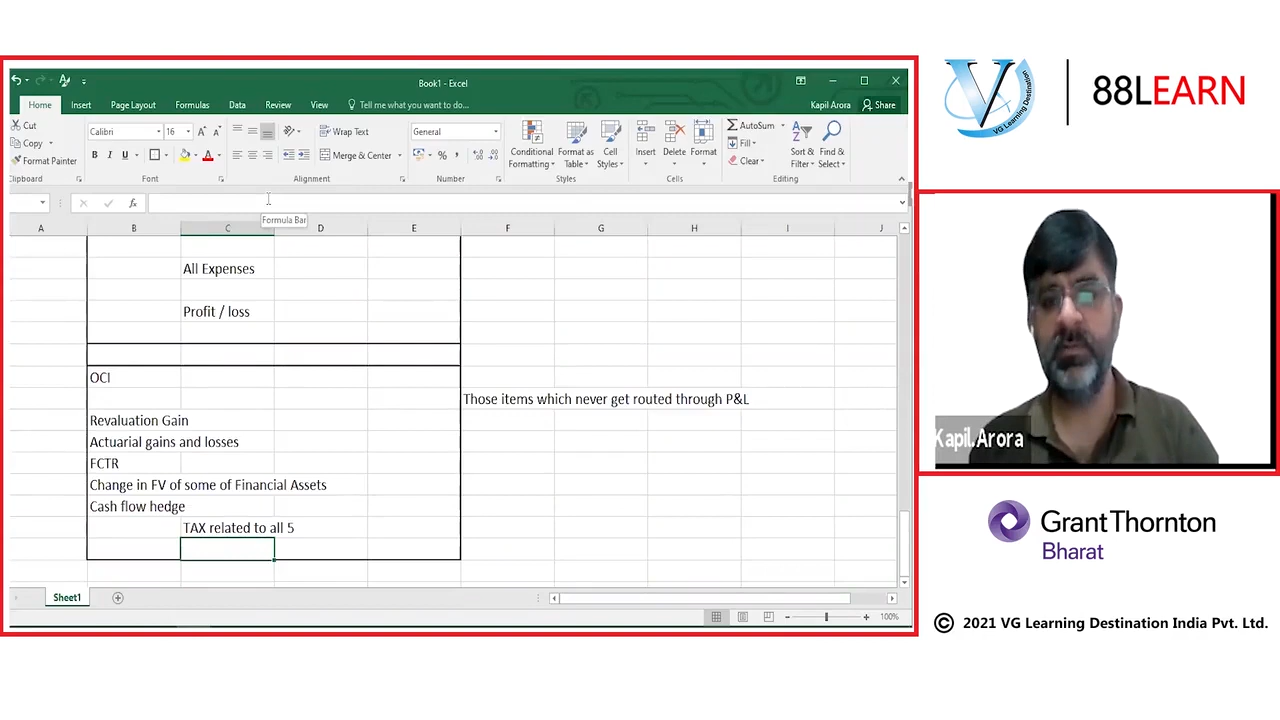 Book1 - Excel
Home Insert Page Layout Formulas Data Review View Tell me what you want to do... Kapil Arora Share
Cut
Copy
Format Painter
Calibri 16
B I U
Wrap Text
Merge & Center
General
Conditional Formatting
Format as Table
Cell Styles
Insert Delete Format
AutoSum
Fill
Clear
Sort & Filter
Find & Select
lipboard Font Alignment Number Styles Cells Editing
fx
Formula Bar
A B C D E F G H I J
All Expenses
Profit / loss
OCI
Those items which never get routed through P&L
Revaluation Gain
Actuarial gains and losses
FCTR
Change in FV of some of Financial Assets
Cash flow hedge
TAX related to all 5
Sheet1
100%
VG Learning Destination
88LEARN
Kapil.Arora
Grant Thornton
Bharat
© 2021 VG Learning Destination India Pvt. Ltd.